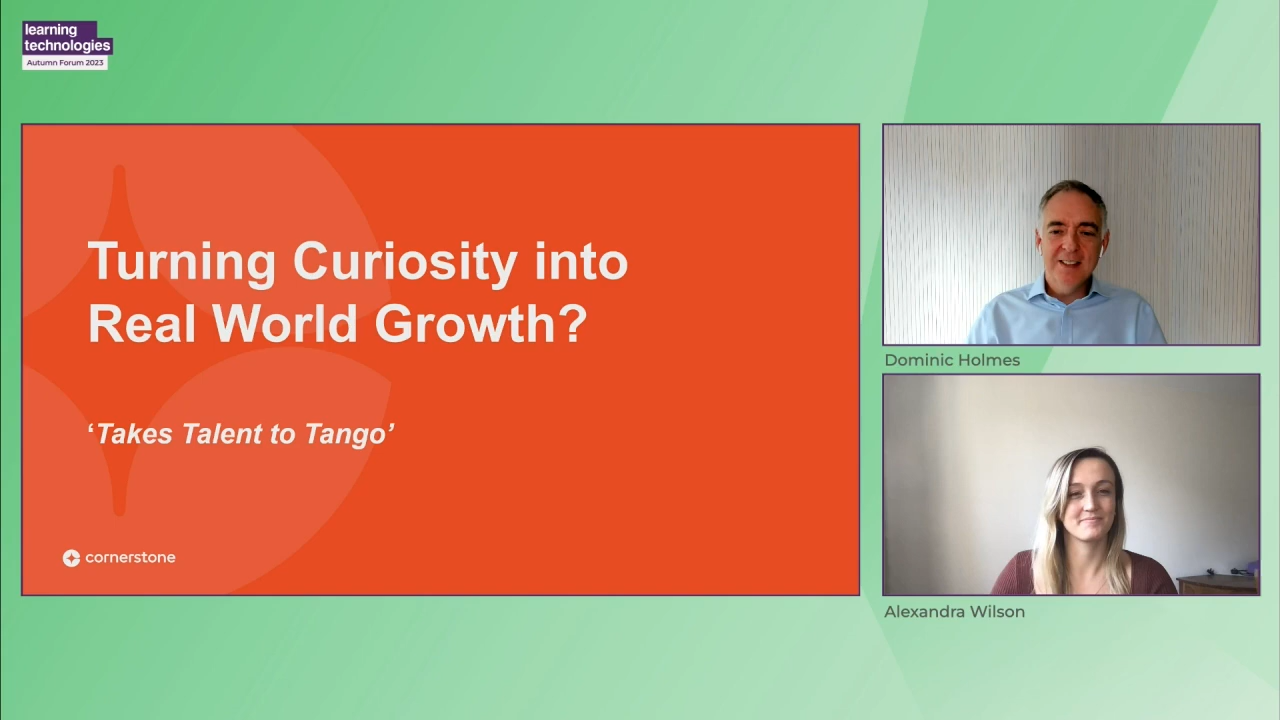 learning
technologies
Autumn Forum 2023
Turning Curiosity into
Real World Growth?
‘Takes Talent to Tango’
cornerstone
Dominic Holmes
Alexandra Wilson